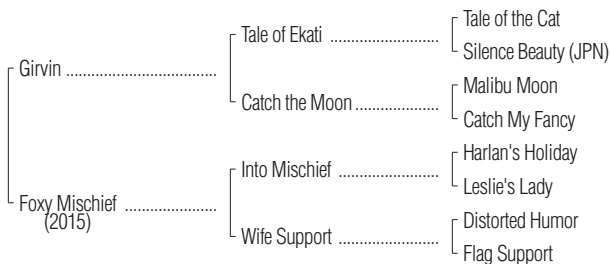 Tale of the Cat
Tale of Ekati ........................
Silence Beauty (JPN)
Girvin ...................................
Malibu Moon
Catch the Moon ..................
Catch My Fancy
Harlan's Holiday
Into Mischief ......................
Leslie's Lady
Foxy Mischief .....................
(2015)
Distorted Humor
Wife Support ......................
Flag Support